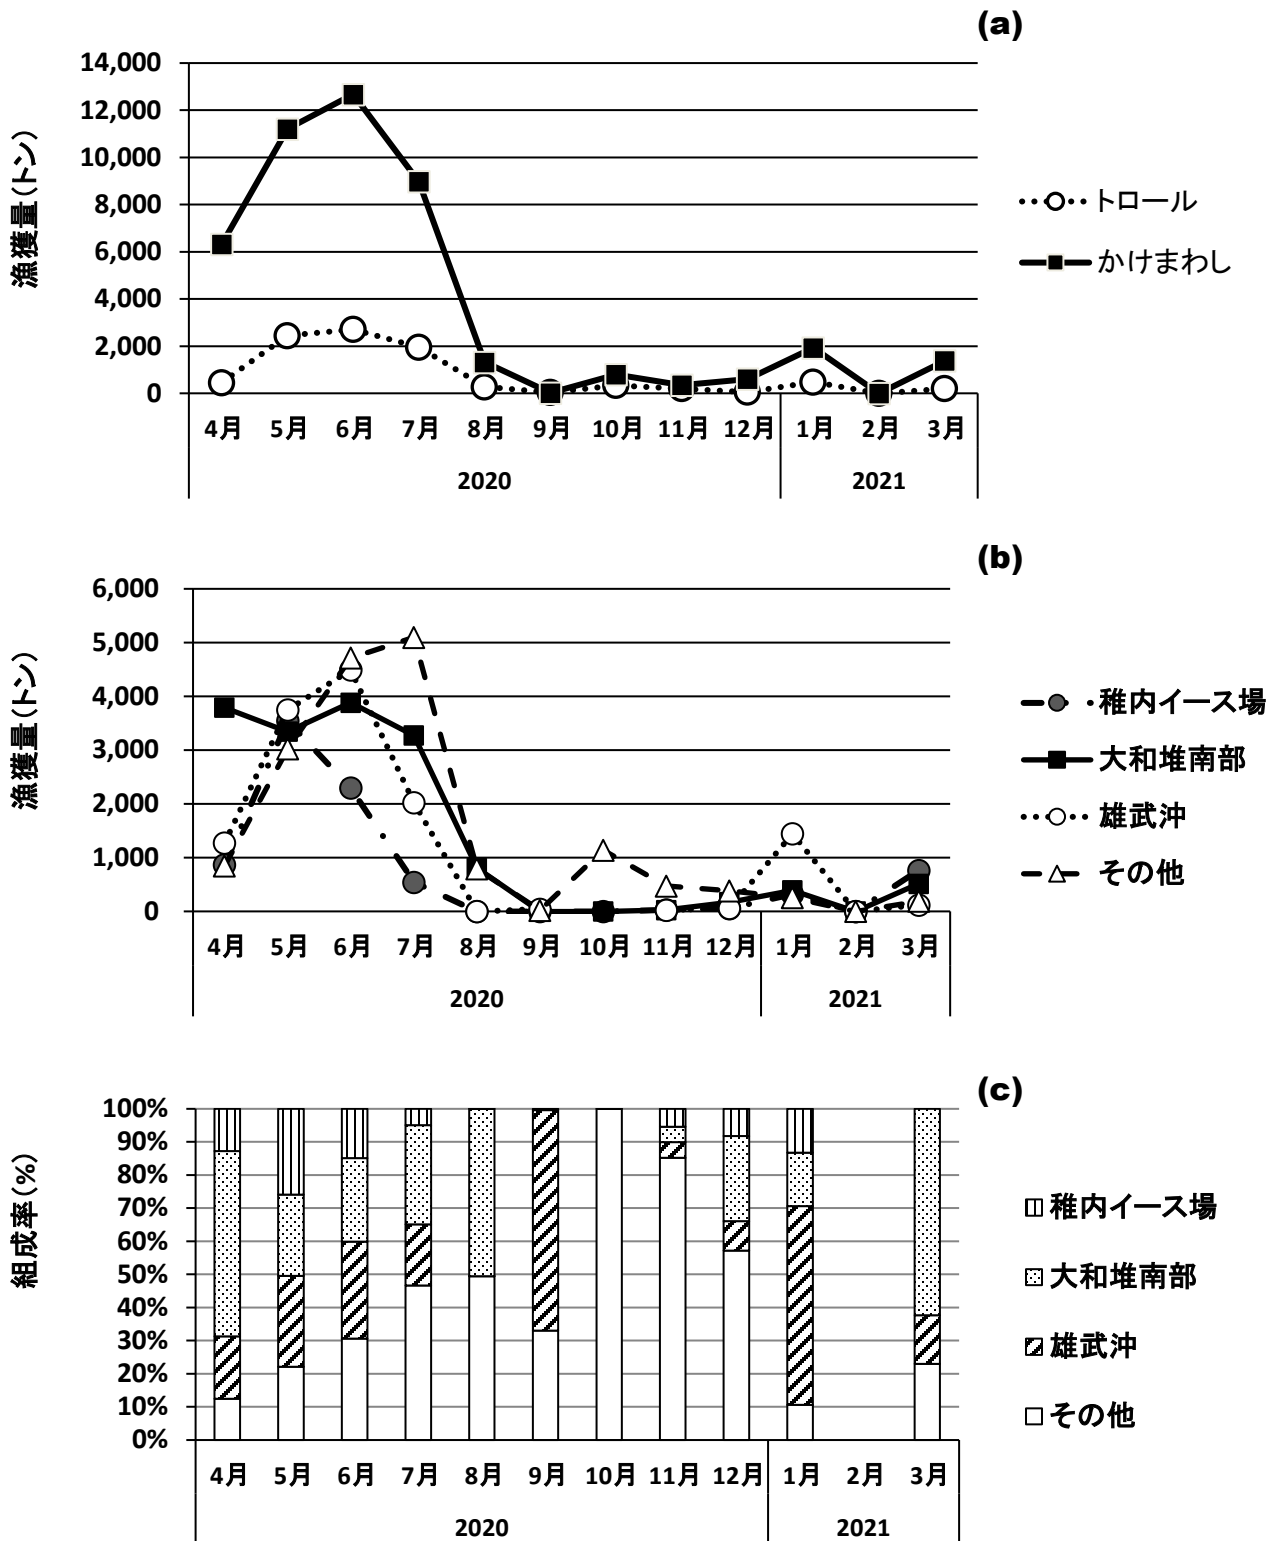 (a)
漁獲量(トン)
14,000
12,000
10,000
8,000
6,000
4,000
2,000
0
4月 5月 6月 7月 8月 9月 10月 11月 12月 1月 2月 3月
2020 2021
トロール
かけまわし
(b)
漁獲量(トン)
6,000
5,000
4,000
3,000
2,000
1,000
0
4月 5月 6月 7月 8月 9月 10月 11月 12月 1月 2月 3月
2020 2021
稚内イース場
大和堆南部
雄武沖
その他
(c)
組成率(%)
100%
90%
80%
70%
60%
50%
40%
30%
20%
10%
0%
4月 5月 6月 7月 8月 9月 10月 11月 12月 1月 2月 3月
2020 2021
稚内イース場
大和堆南部
雄武沖
その他